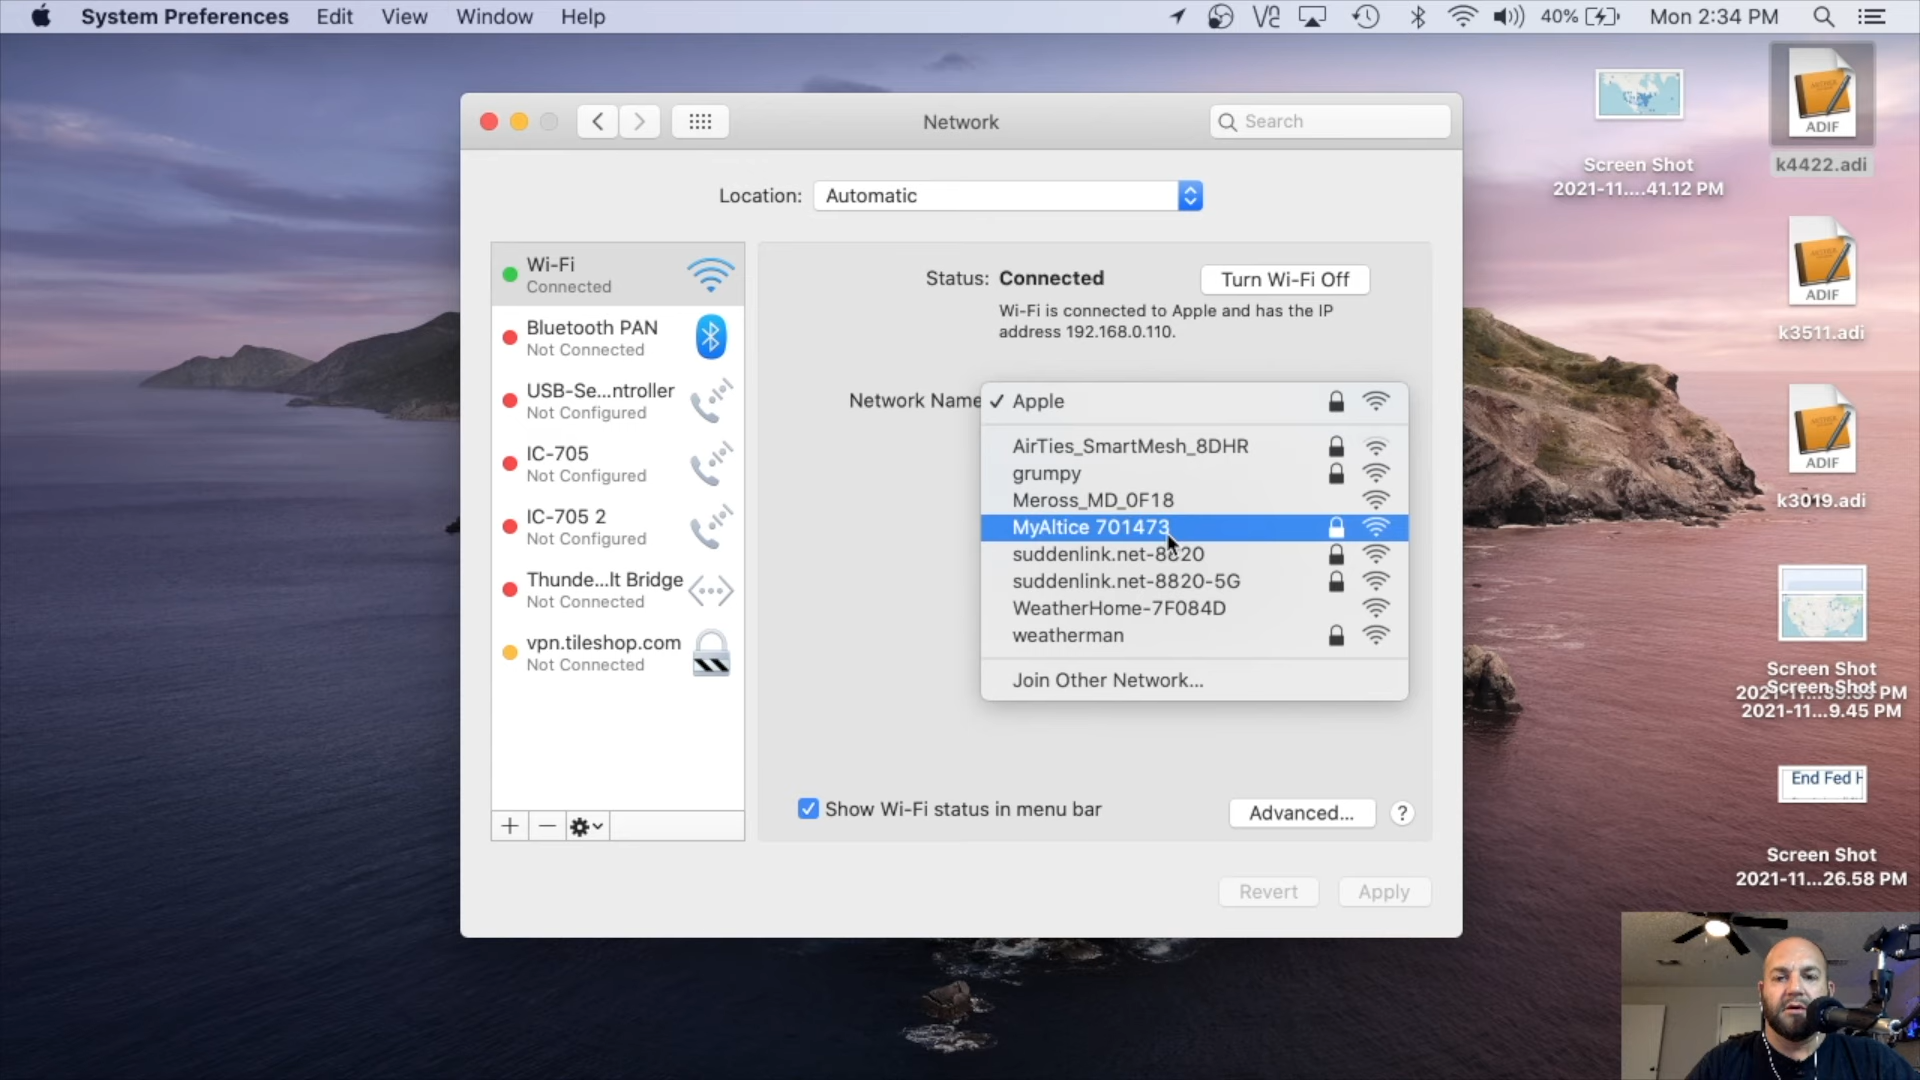 System Preferences Edit View Window Help 40% Mon 2:34 PM
Network
Search
Location: Automatic
Wi-Fi
Connected
Bluetooth PAN
Not Connected
USB-Se...ntroller
Not Configured
IC-705
Not Configured
IC-705 2
Not Configured
Thunde...lt Bridge
Not Connected
vpn.tileshop.com
Not Connected
Status: Connected
Turn Wi-Fi Off
Wi-Fi is connected to Apple and has the IP
address 192.168.0.110.
Network Name
✓ Apple
AirTies_SmartMesh_8DHR
grumpy
Meross_MD_0F18
MyAltice 701473
suddenlink.net-8820
suddenlink.net-8820-5G
WeatherHome-7F084D
weatherman
Join Other Network...
Show Wi-Fi status in menu bar
Advanced...
?
Revert
Apply
Screen Shot
2021-11....41.12 PM
ADIF
k4422.adi
ADIF
k3511.adi
ADIF
k3019.adi
Screen Shot
PM
Screen Shot
2021-11...9.45 PM
End Fed H
Screen Shot
2021-11...26.58 PM